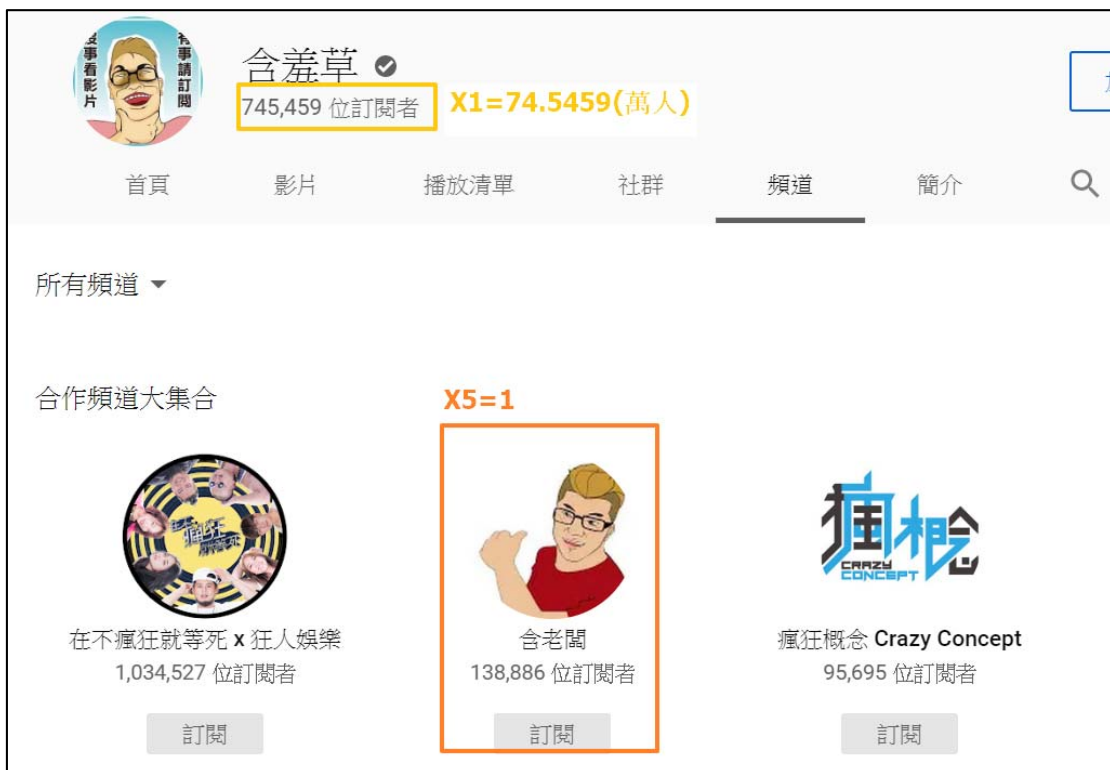 沒事看影片
有事請訂閱
含羞草
745,459 位訂閱者 X1=74.5459(萬人)
首頁 影片 播放清單 社群 頻道 簡介
所有頻道
合作頻道大集合
X5=1
CRAZY
CONCEPT
在不瘋狂就等死 x 狂人娛樂 含老闆 瘋狂概念 Crazy Concept
1,034,527 位訂閱者 138,886 位訂閱者 95,695 位訂閱者
訂閱 訂閱 訂閱